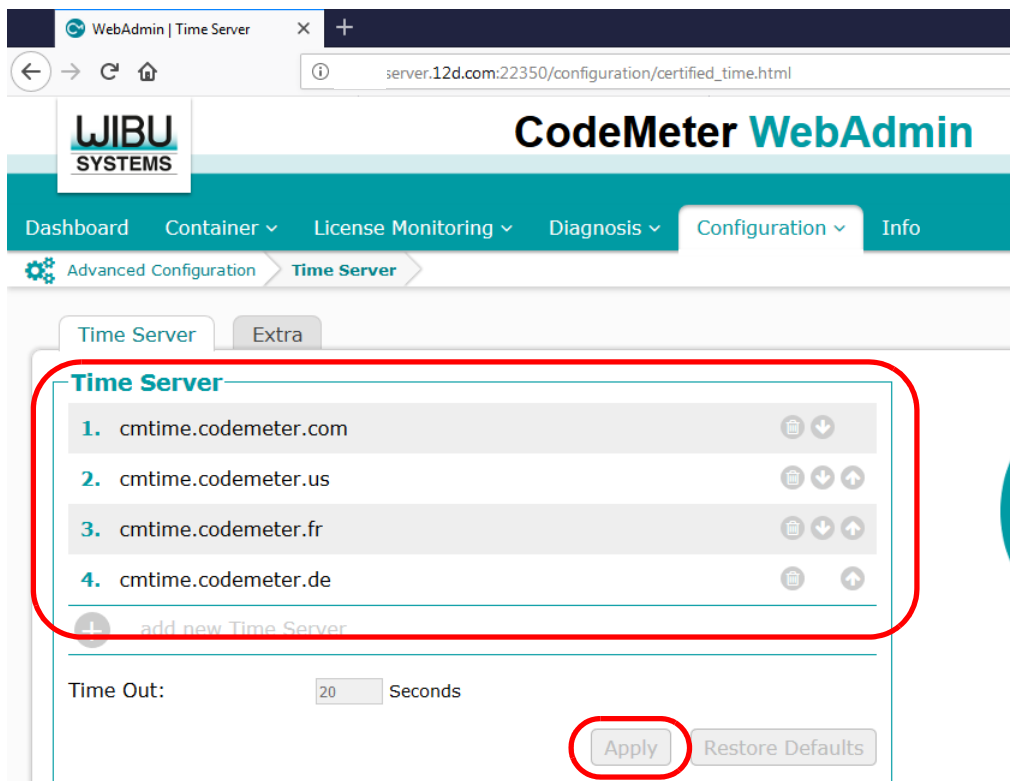 WebAdmin | Time Server
server.12d.com:22350/configuration/certified_time.html
WIBU
SYSTEMS
CodeMeter WebAdmin
Dashboard Container License Monitoring Diagnosis Configuration Info
Advanced Configuration Time Server
Time Server Extra
Time Server
1. cmtime.codemeter.com
2. cmtime.codemeter.us
3. cmtime.codemeter.fr
4. cmtime.codemeter.de
add new Time Server
Time Out: 20 Seconds
Apply Restore Defaults